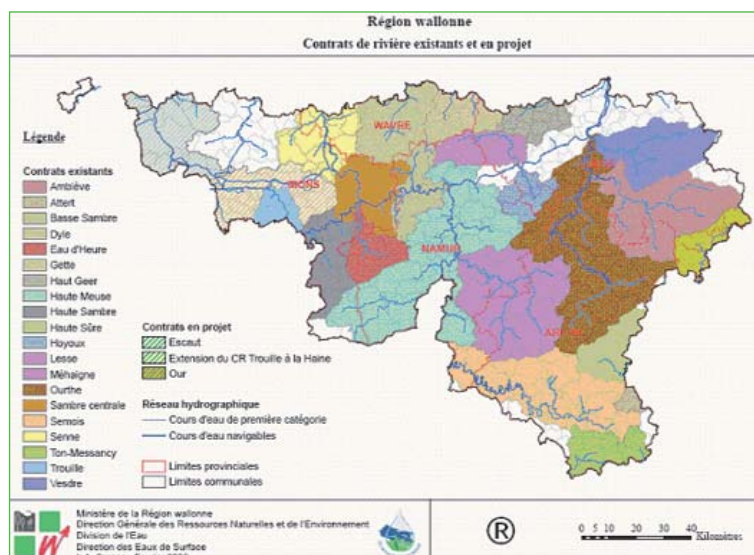 Région wallonne
Contrats de rivière existants et en projet
Légende
Contrats existants
Amblève
Attert
Basse Sambre
Dyle
Eau d'Heure
Gette
Haut Geer
Haute Meuse
Haute Sambre
Haute Sûre
Hoyoux
Lesse
Méhaigne
Ourthe
Sambre centrale
Semois
Senne
Ton-Messancy
Trouille
Vesdre
Contrats en projet
Escaut
Extension du CR Trouille à la Haine
Our
Réseau hydrographique
Cours d'eau de première catégorie
Cours d'eau navigables
Limites provinciales
Limites communales
WAVRE
MONS
NAMUR
Ministère de la Région wallonne
Direction Générale des Ressources Naturelles et de l'Environnement
Division de l'Eau
Direction des Eaux de Surface
®
0 5 10 20 30 40
Kilomètres